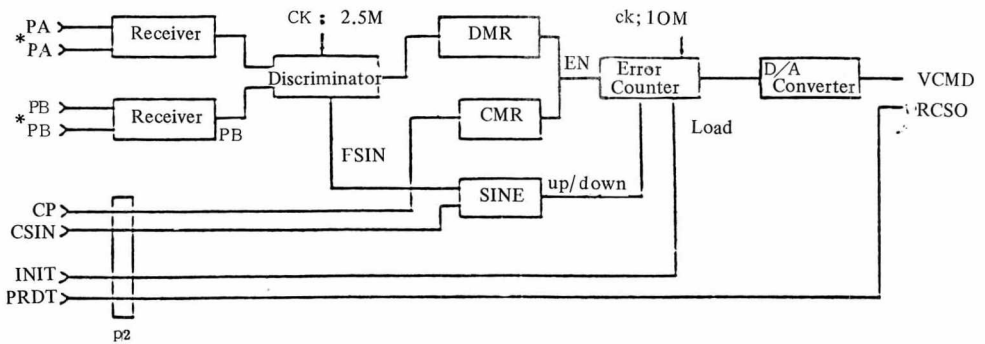 CK ; 2.5M
ck; 10M
PA
*
PA
Receiver
Discriminator
DMR
EN
Error
Counter
D/A
Converter
VCMD
RCSO
PB
*
PB
Receiver
PB
CMR
Load
FSIN
SINE
up/down
CP
CSIN
INIT
PRDT
p2